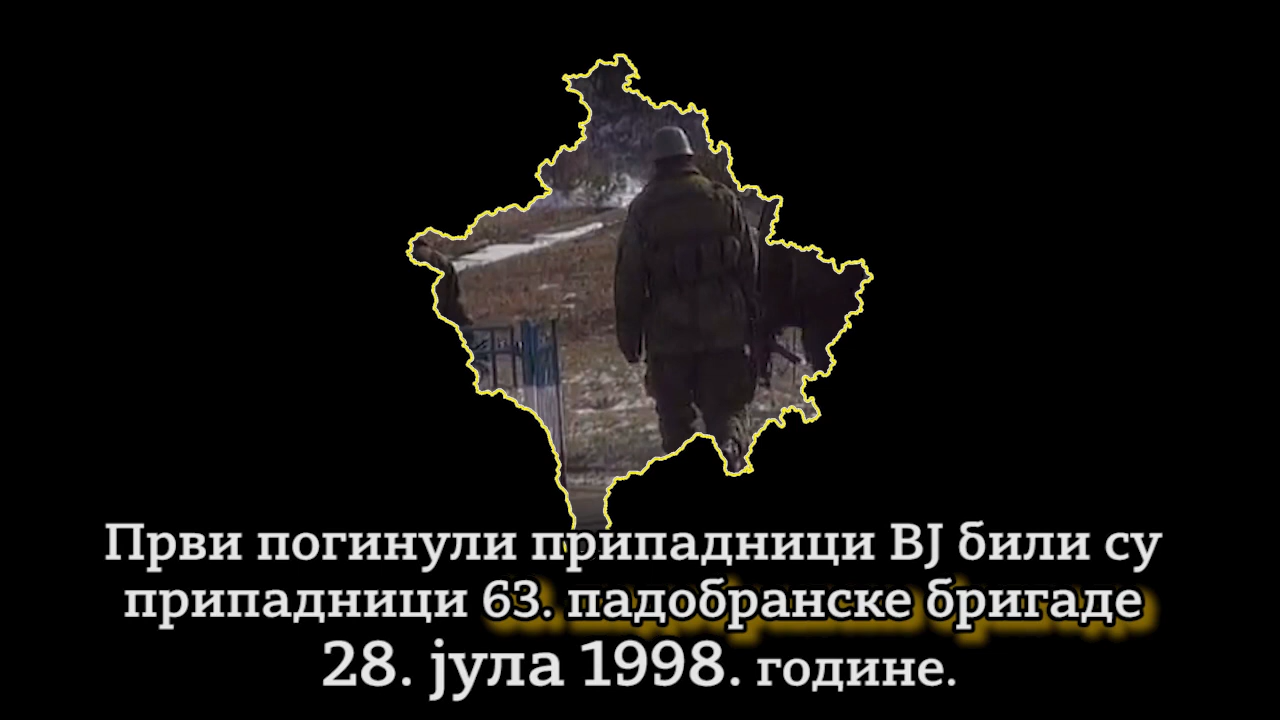 Први погинули припадници ВЈ били су
припадници 63. падобранске бригаде
28. јула 1998. године.